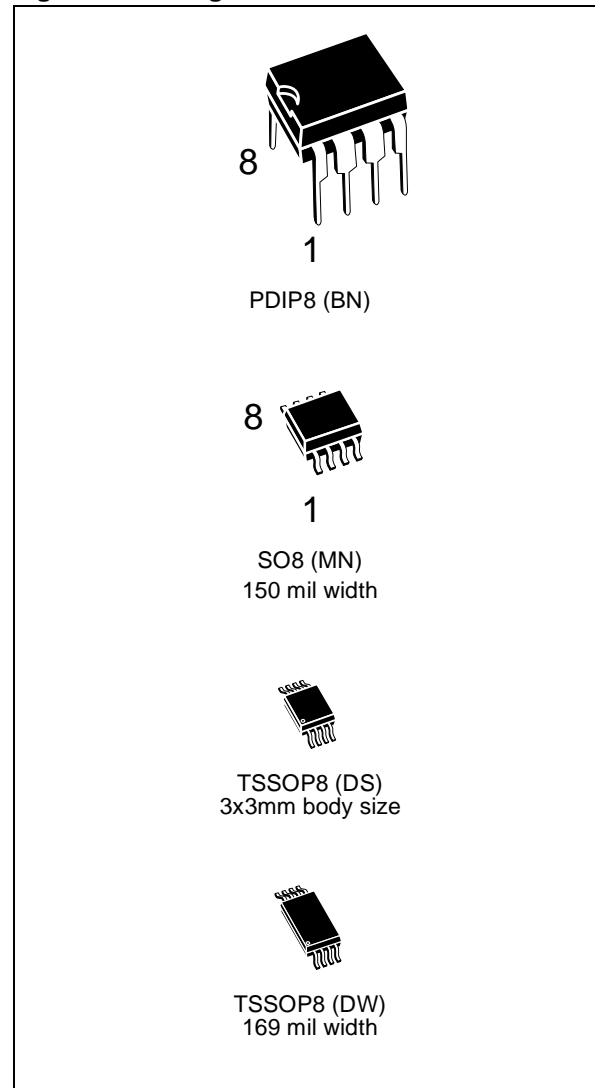 8
1
PDIP8 (BN)
8
1
SO8 (MN)
150 mil width
TSSOP8 (DS)
3x3mm body size
TSSOP8 (DW)
169 mil width